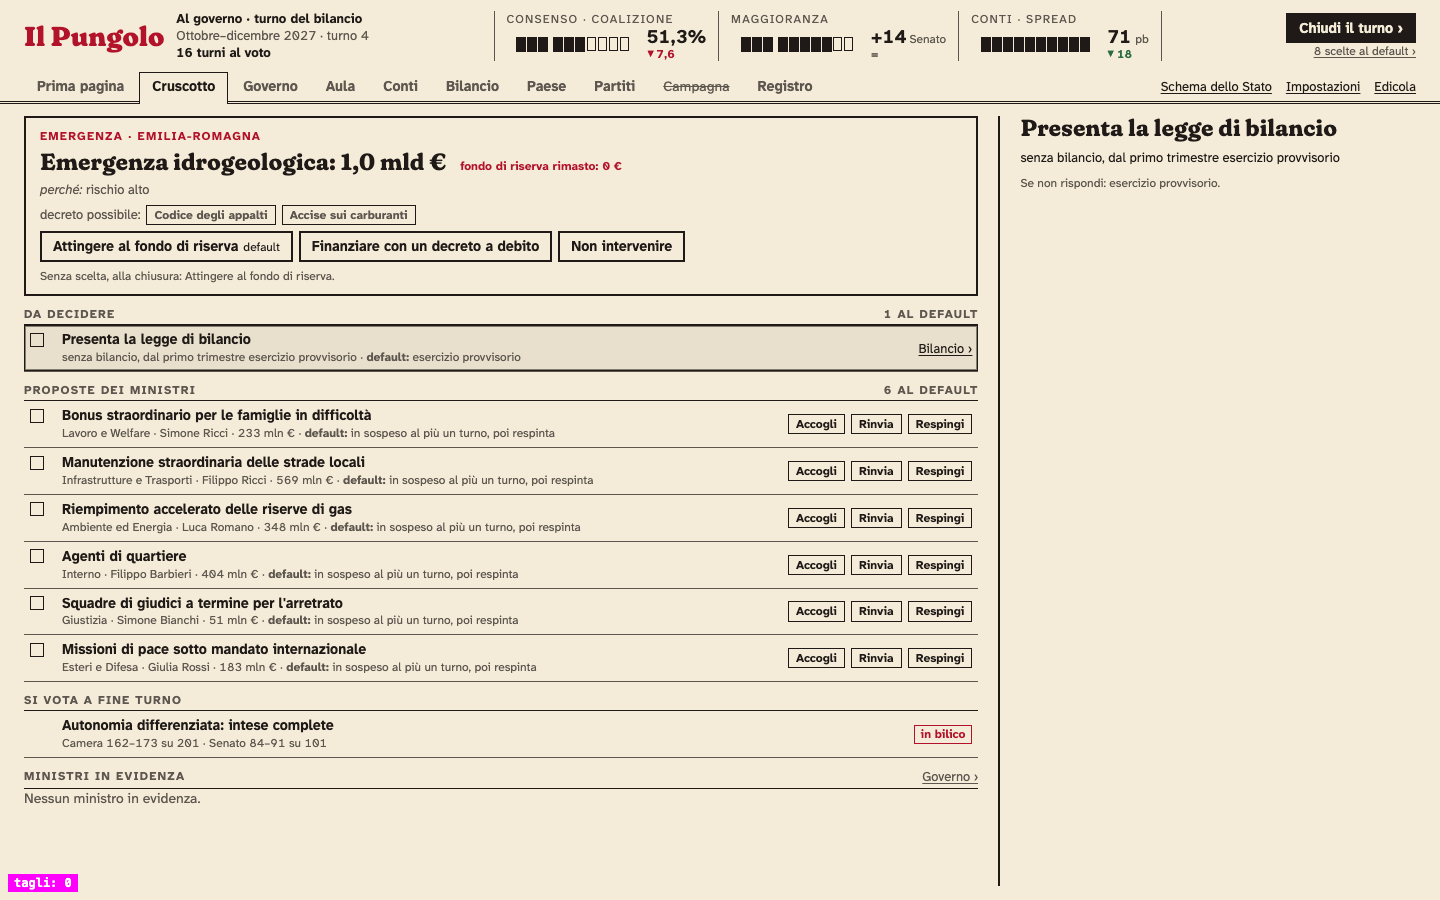 Il Pungolo
Al governo · turno del bilancio
Ottobre–dicembre 2027 · turno 4
16 turni al voto
CONSENSO · COALIZIONE
51,3%
▼7,6
MAGGIORANZA
+14 Senato
=
CONTI · SPREAD
71 pb
▼18
Chiudi il turno ›
8 scelte al default ›
Prima pagina
Cruscotto
Governo
Aula
Conti
Bilancio
Paese
Partiti
Campagna
Registro
Schema dello Stato
Impostazioni
Edicola
EMERGENZA · EMILIA-ROMAGNA
Emergenza idrogeologica: 1,0 mld € fondo di riserva rimasto: 0 €
perché: rischio alto
decreto possibile: Codice degli appalti Accise sui carburanti
Attingere al fondo di riserva default Finanziare con un decreto a debito Non intervenire
Senza scelta, alla chiusura: Attingere al fondo di riserva.
DA DECIDERE 1 AL DEFAULT
Presenta la legge di bilancio
senza bilancio, dal primo trimestre esercizio provvisorio · default: esercizio provvisorio
Bilancio ›
PROPOSTE DEI MINISTRI 6 AL DEFAULT
Bonus straordinario per le famiglie in difficoltà
Lavoro e Welfare · Simone Ricci · 233 mln € · default: in sospeso al più un turno, poi respinta
Accogli Rinvia Respingi
Manutenzione straordinaria delle strade locali
Infrastrutture e Trasporti · Filippo Ricci · 569 mln € · default: in sospeso al più un turno, poi respinta
Accogli Rinvia Respingi
Riempimento accelerato delle riserve di gas
Ambiente ed Energia · Luca Romano · 348 mln € · default: in sospeso al più un turno, poi respinta
Accogli Rinvia Respingi
Agenti di quartiere
Interno · Filippo Barbieri · 404 mln € · default: in sospeso al più un turno, poi respinta
Accogli Rinvia Respingi
Squadre di giudici a termine per l'arretrato
Giustizia · Simone Bianchi · 51 mln € · default: in sospeso al più un turno, poi respinta
Accogli Rinvia Respingi
Missioni di pace sotto mandato internazionale
Esteri e Difesa · Giulia Rossi · 183 mln € · default: in sospeso al più un turno, poi respinta
Accogli Rinvia Respingi
SI VOTA A FINE TURNO
Autonomia differenziata: intese complete
Camera 162–173 su 201 · Senato 84–91 su 101
in bilico
MINISTRI IN EVIDENZA Governo ›
Nessun ministro in evidenza.
Presenta la legge di bilancio
senza bilancio, dal primo trimestre esercizio provvisorio
Se non rispondi: esercizio provvisorio.
tagli: 0